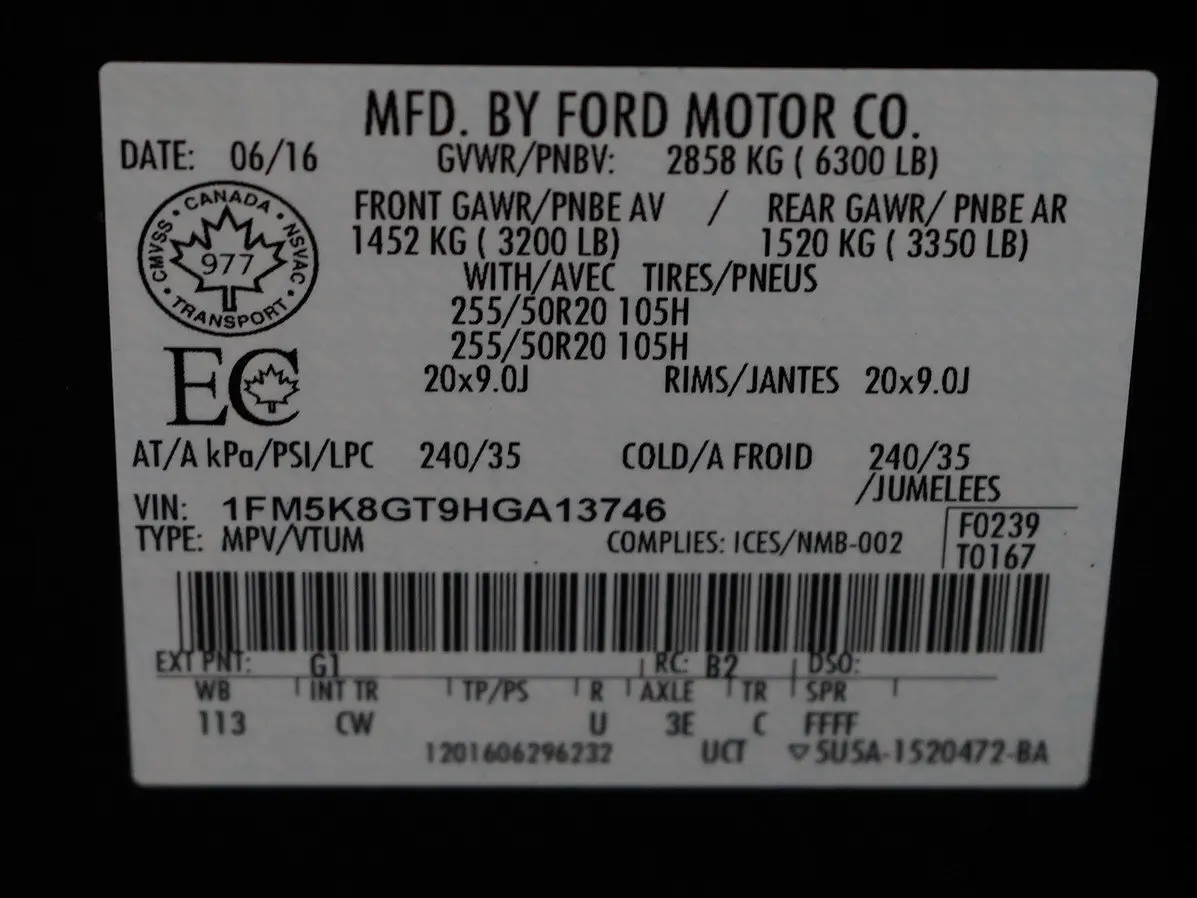 MFD. BY FORD MOTOR CO.
DATE: 06/16 GVWR/PNBV: 2858 KG ( 6300 LB)
CANADA
CMVSS 977 NSVAC
TRANSPORT
FRONT GAWR/PNBE AV / REAR GAWR/ PNBE AR
1452 KG ( 3200 LB) 1520 KG ( 3350 LB)
WITH/AVEC TIRES/PNEUS
255/50R20 105H
255/50R20 105H
EC
20x9.0J RIMS/JANTES 20x9.0J
AT/A kPa/PSI/LPC 240/35 COLD/A FROID 240/35
/JUMELEES
VIN: 1FM5K8GT9HGA13746
TYPE: MPV/VTUM COMPLIES: ICES/NMB-002
F0239
T0167
EXT PNT: G1 RC: B2 DSO:
WB INT TR TP/PS R AXLE TR SPR
113 CW U 3E C FFFF
1201606296232 UCT ▽5U5A-1520472-BA